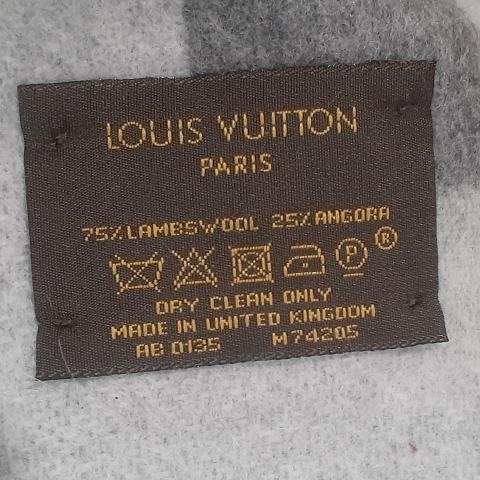 LOUIS VUITTON
PARIS
75% LAMBSWOOL 25% ANGORA
P ®
DRY CLEAN ONLY
MADE IN UNITED KINGDOM
AB 0135 M74205